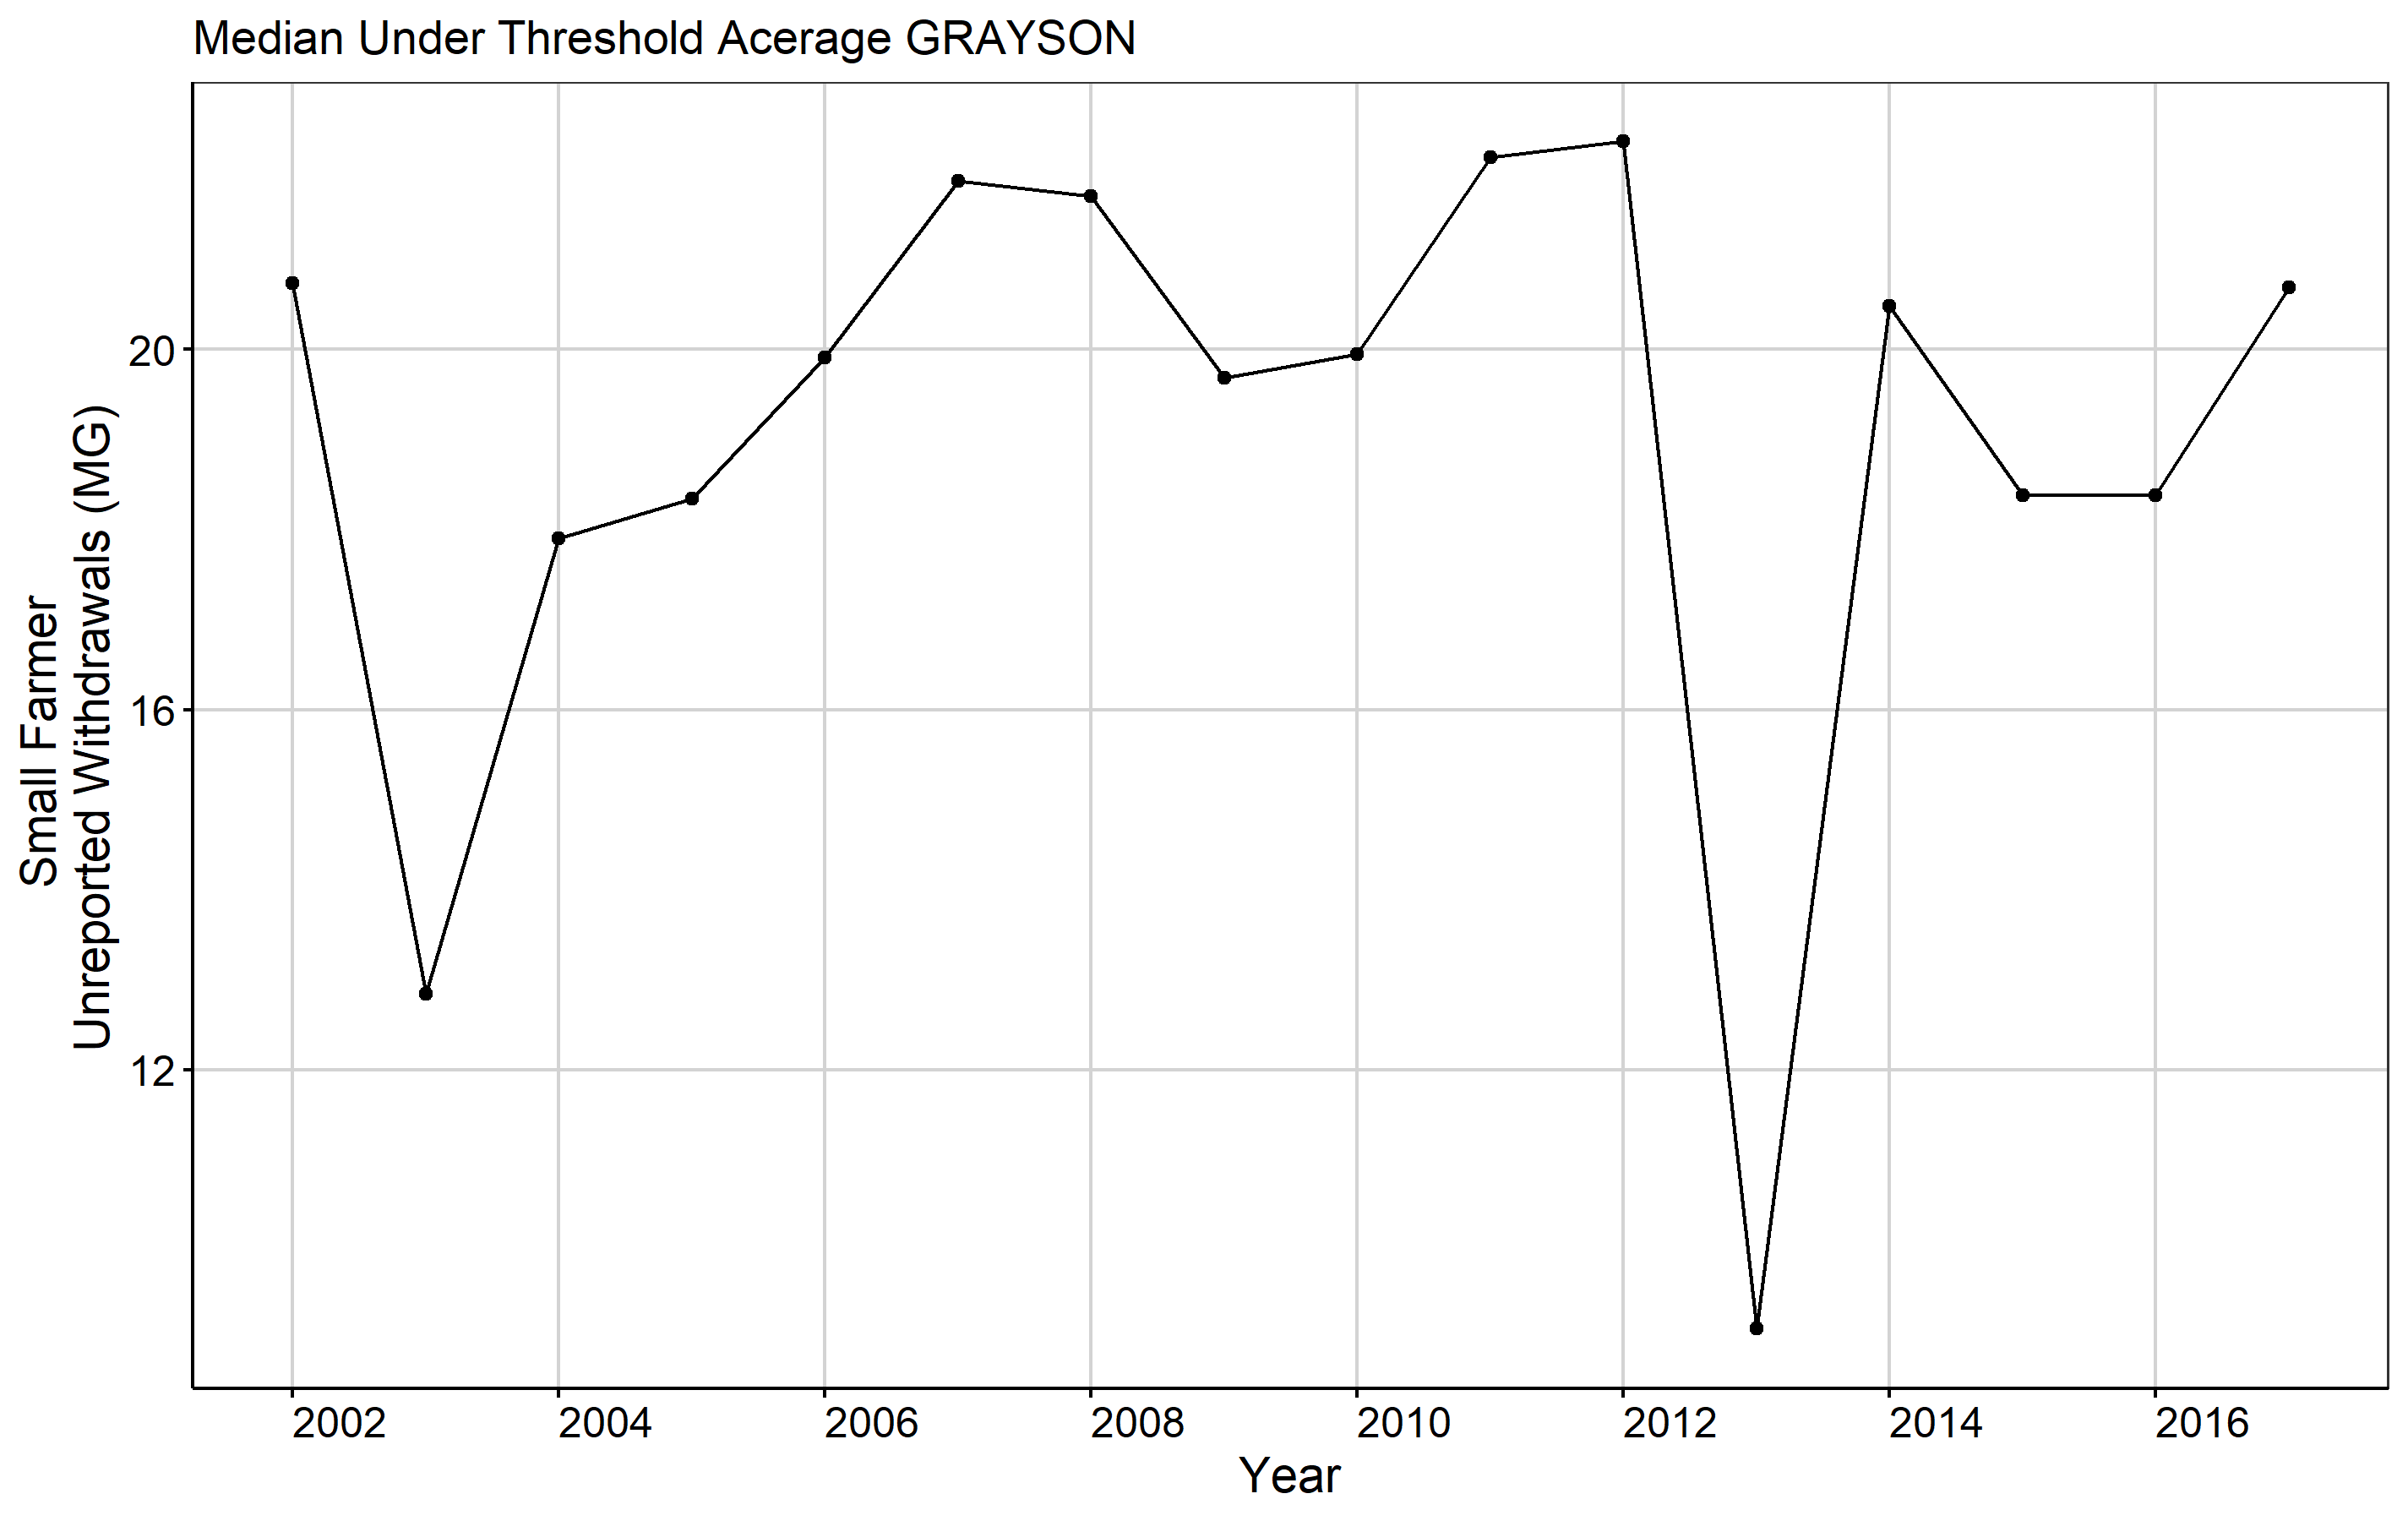 Median Under Threshold Acerage GRAYSON
Small Farmer
Unreported Withdrawals (MG)
20
16
12
2002 2004 2006 2008 2010 2012 2014 2016
Year